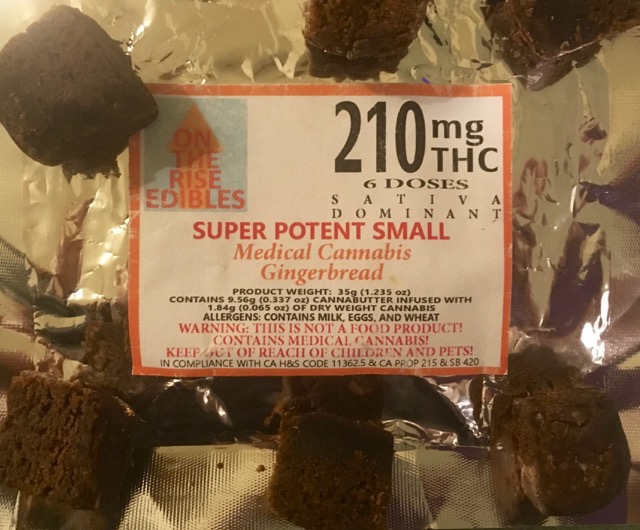 ON
THE
RISE
EDIBLES
210 mg
THC
6 DOSES
SATIVA
DOMINANT
SUPER POTENT SMALL
Medical Cannabis
Gingerbread
PRODUCT WEIGHT: 35g (1.235 oz)
CONTAINS 9.56g (0.337 oz) CANNABUTTER INFUSED WITH
1.84g (0.065 oz) OF DRY WEIGHT CANNABIS
ALLERGENS: CONTAINS MILK, EGGS, AND WHEAT
WARNING: THIS IS NOT A FOOD PRODUCT!
CONTAINS MEDICAL CANNABIS!
KEEP OUT OF REACH OF CHILDREN AND PETS!
IN COMPLIANCE WITH CA H&S CODE 11362.5 & CA PROP 215 & SB 420